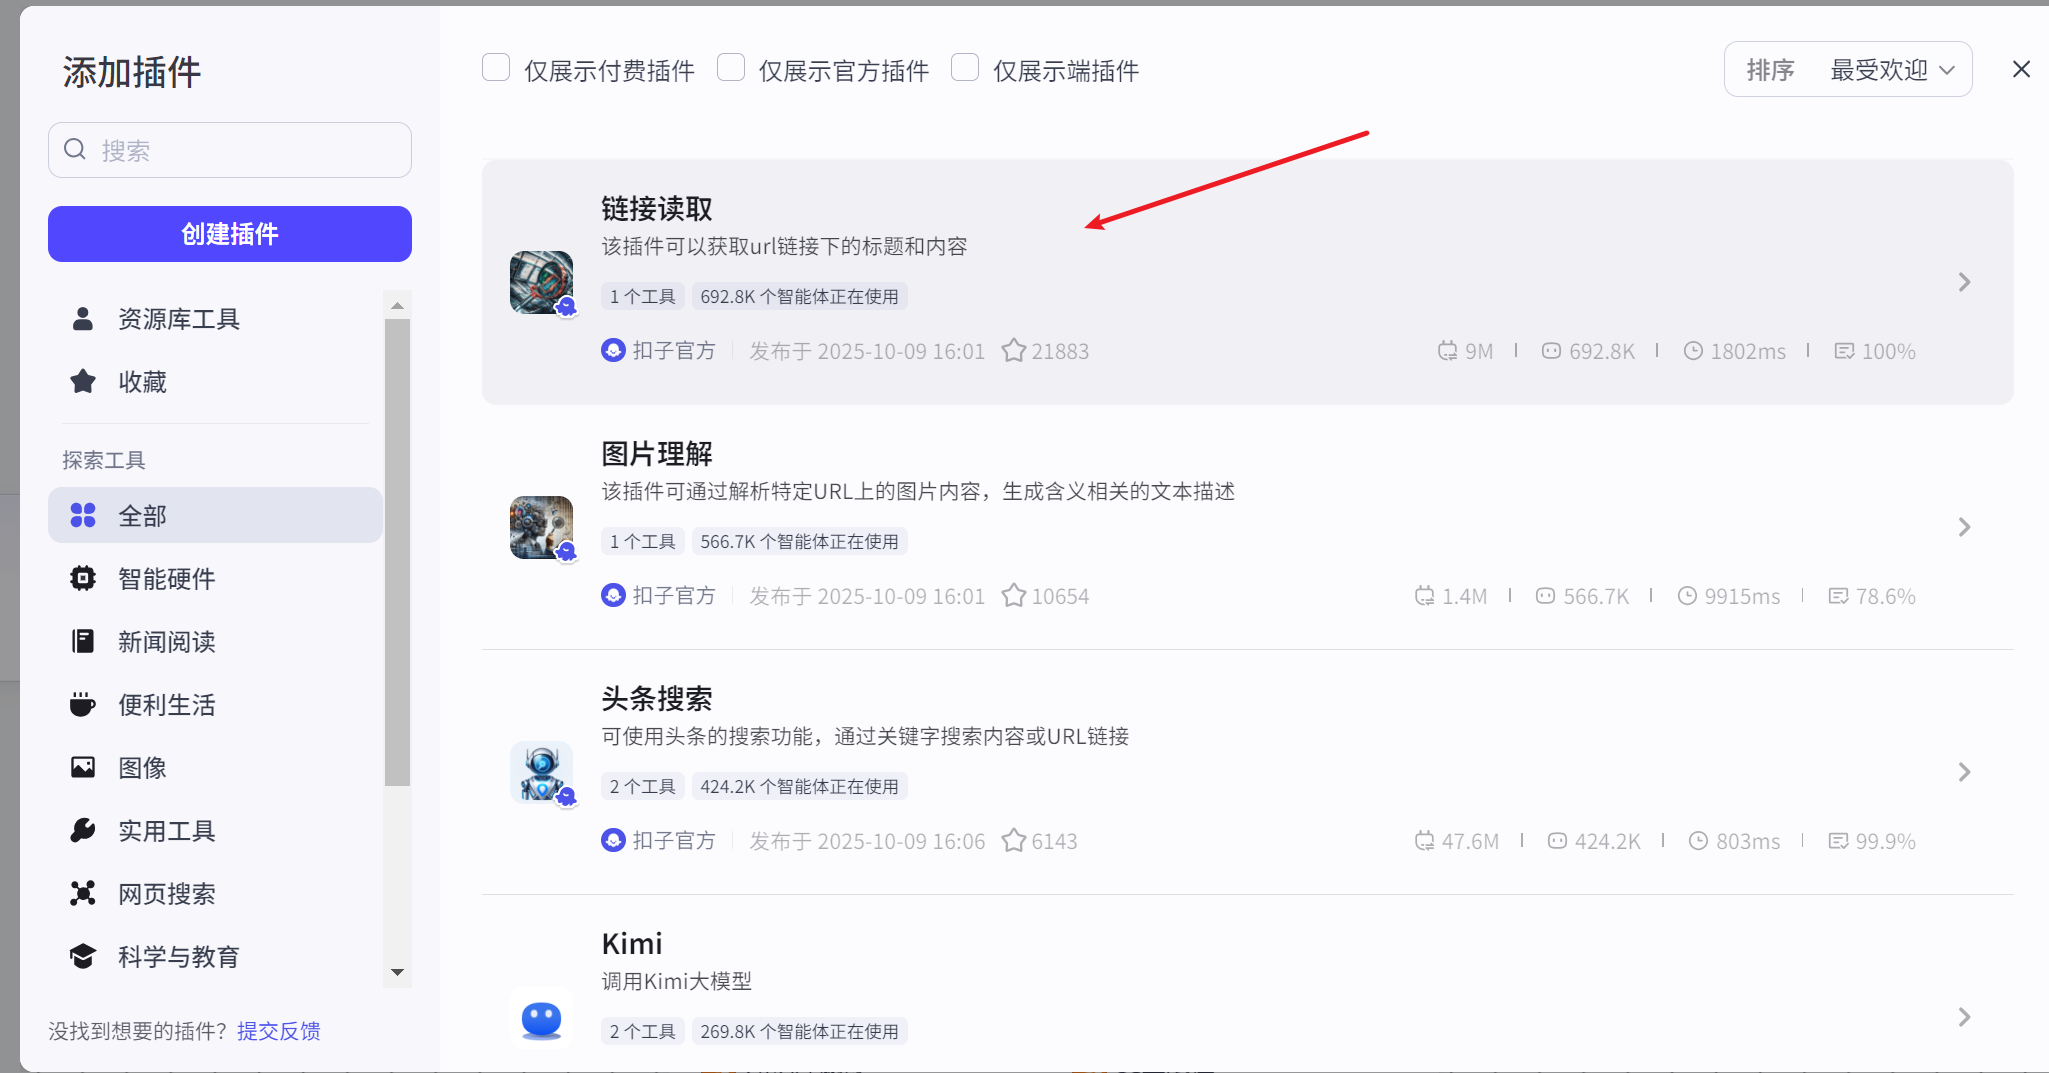 添加插件
搜索
创建插件
资源库工具
收藏
探索工具
全部
智能硬件
新闻阅读
便利生活
图像
实用工具
网页搜索
科学与教育
没找到想要的插件？提交反馈
仅展示付费插件 仅展示官方插件 仅展示端插件
排序 最受欢迎
链接读取
该插件可以获取url链接下的标题和内容
1 个工具 692.8K 个智能体正在使用
扣子官方 发布于 2025-10-09 16:01 21883 9M 692.8K 1802ms 100%
图片理解
该插件可通过解析特定URL上的图片内容，生成含义相关的文本描述
1 个工具 566.7K 个智能体正在使用
扣子官方 发布于 2025-10-09 16:01 10654 1.4M 566.7K 9915ms 78.6%
头条搜索
可使用头条的搜索功能，通过关键字搜索内容或URL链接
2 个工具 424.2K 个智能体正在使用
扣子官方 发布于 2025-10-09 16:06 6143 47.6M 424.2K 803ms 99.9%
Kimi
调用Kimi大模型
2 个工具 269.8K 个智能体正在使用